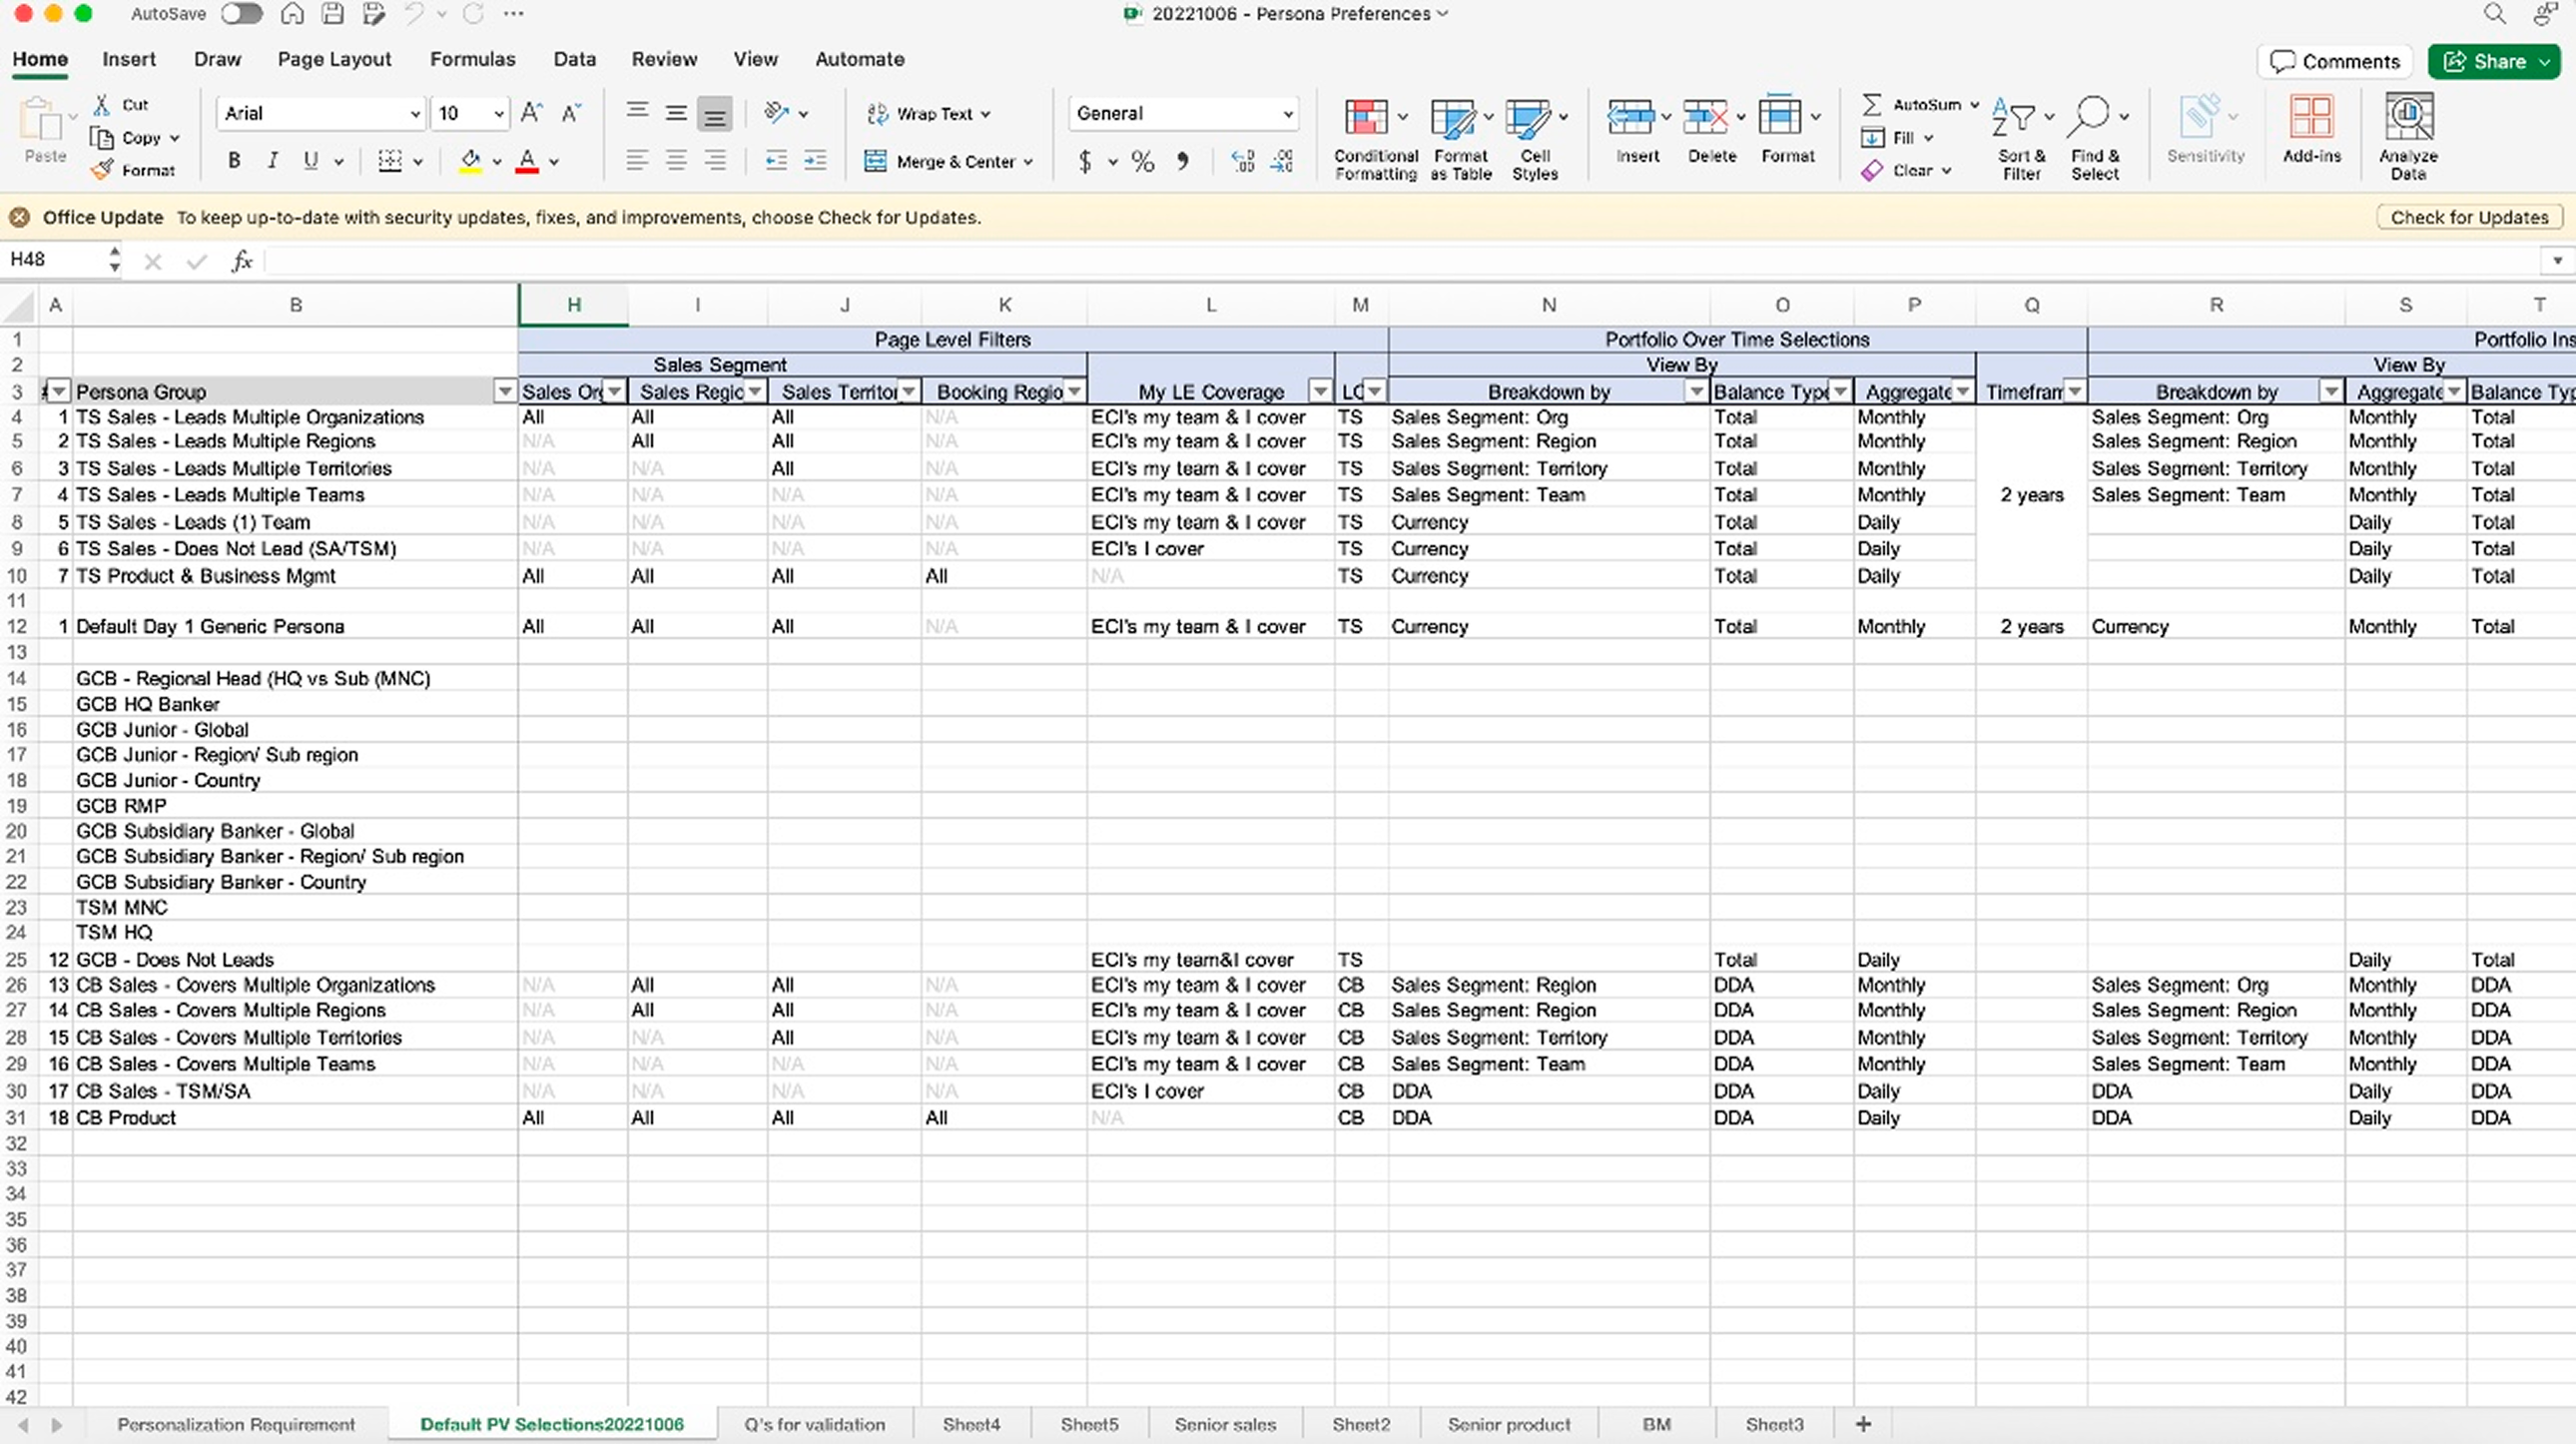 AutoSave
20221006 - Persona Preferences
Home Insert Draw Page Layout Formulas Data Review View Automate Comments Share
Paste Cut Copy Format
Arial 10 B I U A
Wrap Text Merge & Center
General $ %
Conditional Formatting Format as Table Cell Styles
Insert Delete Format
AutoSum Fill Clear
Sort & Filter Find & Select
Sensitivity Add-ins Analyze Data
Office Update To keep up-to-date with security updates, fixes, and improvements, choose Check for Updates. Check for Updates
H48 fx
A B H I J K L M N O P Q R S T
1 Page Level Filters Portfolio Over Time Selections Portfolio Ins
2 Sales Segment View By View By
3 Persona Group Sales Org Sales Regio Sales Territor Booking Regio My LE Coverage LO Breakdown by Balance Type Aggregate Timefram Breakdown by Aggregate Balance Typ
4 1 TS Sales - Leads Multiple Organizations All All All N/A ECI's my team & I cover TS Sales Segment: Org Total Monthly Sales Segment: Org Monthly Total
5 2 TS Sales - Leads Multiple Regions N/A All All N/A ECI's my team & I cover TS Sales Segment: Region Total Monthly Sales Segment: Region Monthly Total
6 3 TS Sales - Leads Multiple Territories N/A N/A All N/A ECI's my team & I cover TS Sales Segment: Territory Total Monthly Sales Segment: Territory Monthly Total
7 4 TS Sales - Leads Multiple Teams N/A N/A N/A N/A ECI's my team & I cover TS Sales Segment: Team Total Monthly 2 years Sales Segment: Team Monthly Total
8 5 TS Sales - Leads (1) Team N/A N/A N/A N/A ECI's my team & I cover TS Currency Total Daily Daily Total
9 6 TS Sales - Does Not Lead (SA/TSM) N/A N/A N/A N/A ECI's I cover TS Currency Total Daily Daily Total
10 7 TS Product & Business Mgmt All All All All N/A TS Currency Total Daily Daily Total
11
12 1 Default Day 1 Generic Persona All All All N/A ECI's my team & I cover TS Currency Total Monthly 2 years Currency Monthly Total
13
14 GCB - Regional Head (HQ vs Sub (MNC)
15 GCB HQ Banker
16 GCB Junior - Global
17 GCB Junior - Region/ Sub region
18 GCB Junior - Country
19 GCB RMP
20 GCB Subsidiary Banker - Global
21 GCB Subsidiary Banker - Region/ Sub region
22 GCB Subsidiary Banker - Country
23 TSM MNC
24 TSM HQ
25 12 GCB - Does Not Leads ECI's my team&I cover TS Total Daily Daily Total
26 13 CB Sales - Covers Multiple Organizations N/A All All N/A ECI's my team & I cover CB Sales Segment: Region DDA Monthly Sales Segment: Org Monthly DDA
27 14 CB Sales - Covers Multiple Regions N/A All All N/A ECI's my team & I cover CB Sales Segment: Region DDA Monthly Sales Segment: Region Monthly DDA
28 15 CB Sales - Covers Multiple Territories N/A N/A All N/A ECI's my team & I cover CB Sales Segment: Territory DDA Monthly Sales Segment: Territory Monthly DDA
29 16 CB Sales - Covers Multiple Teams N/A N/A N/A N/A ECI's my team & I cover CB Sales Segment: Team DDA Monthly Sales Segment: Team Monthly DDA
30 17 CB Sales - TSM/SA N/A N/A N/A N/A ECI's I cover CB DDA DDA Daily DDA Daily DDA
31 18 CB Product All All All All N/A CB DDA DDA Daily DDA Daily DDA
32
33
34
35
36
37
38
39
40
41
42
Personalization Requirement Default PV Selections20221006 Q's for validation Sheet4 Sheet5 Senior sales Sheet2 Senior product BM Sheet3 +